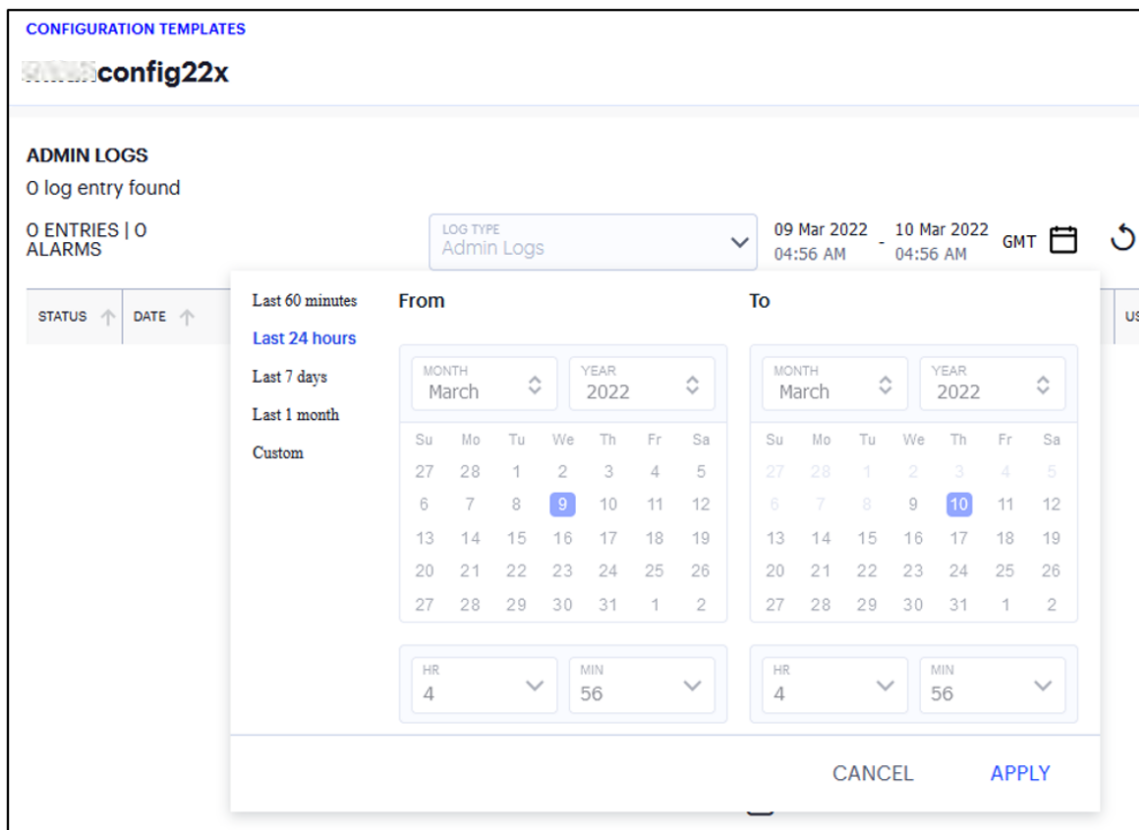 CONFIGURATION TEMPLATES
config22x
ADMIN LOGS
0 log entry found
0 ENTRIES | 0
ALARMS
LOG TYPE
Admin Logs
09 Mar 2022 - 10 Mar 2022 GMT
04:56 AM 04:56 AM
STATUS DATE US
Last 60 minutes
Last 24 hours
Last 7 days
Last 1 month
Custom
From
MONTH YEAR
March 2022
Su Mo Tu We Th Fr Sa
27 28 1 2 3 4 5
6 7 8 9 10 11 12
13 14 15 16 17 18 19
20 21 22 23 24 25 26
27 28 29 30 31 1 2
HR MIN
4 56
To
MONTH YEAR
March 2022
Su Mo Tu We Th Fr Sa
27 28 1 2 3 4 5
6 7 8 9 10 11 12
13 14 15 16 17 18 19
20 21 22 23 24 25 26
27 28 29 30 31 1 2
HR MIN
4 56
CANCEL APPLY